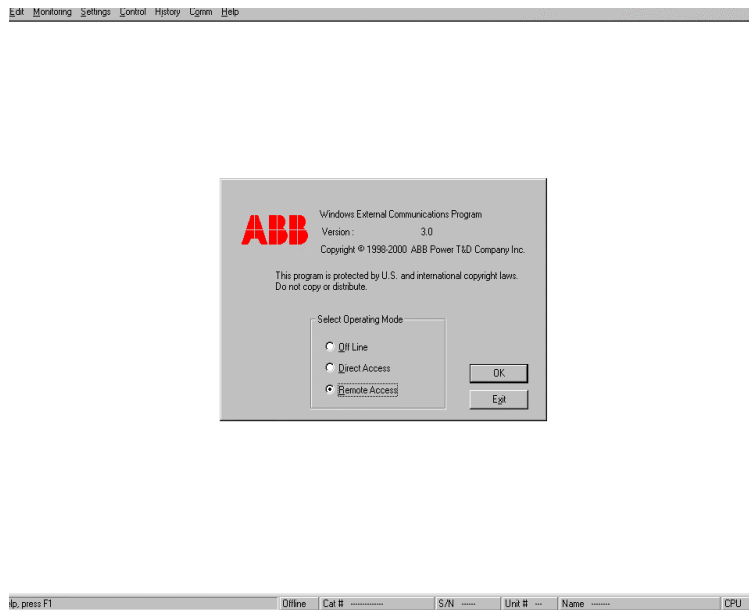 Edit Monitoring Settings Control History Comm Help
ABB
Windows External Communications Program
Version : 3.0
Copyright © 1998-2000 ABB Power T&D Company Inc.
This program is protected by U.S. and international copyright laws.
Do not copy or distribute.
Select Operating Mode
Off Line
Direct Access
Remote Access
OK
Exit
elp, press F1 Offline Cat # ------------- S/N ------ Unit # --- Name -------- CPU